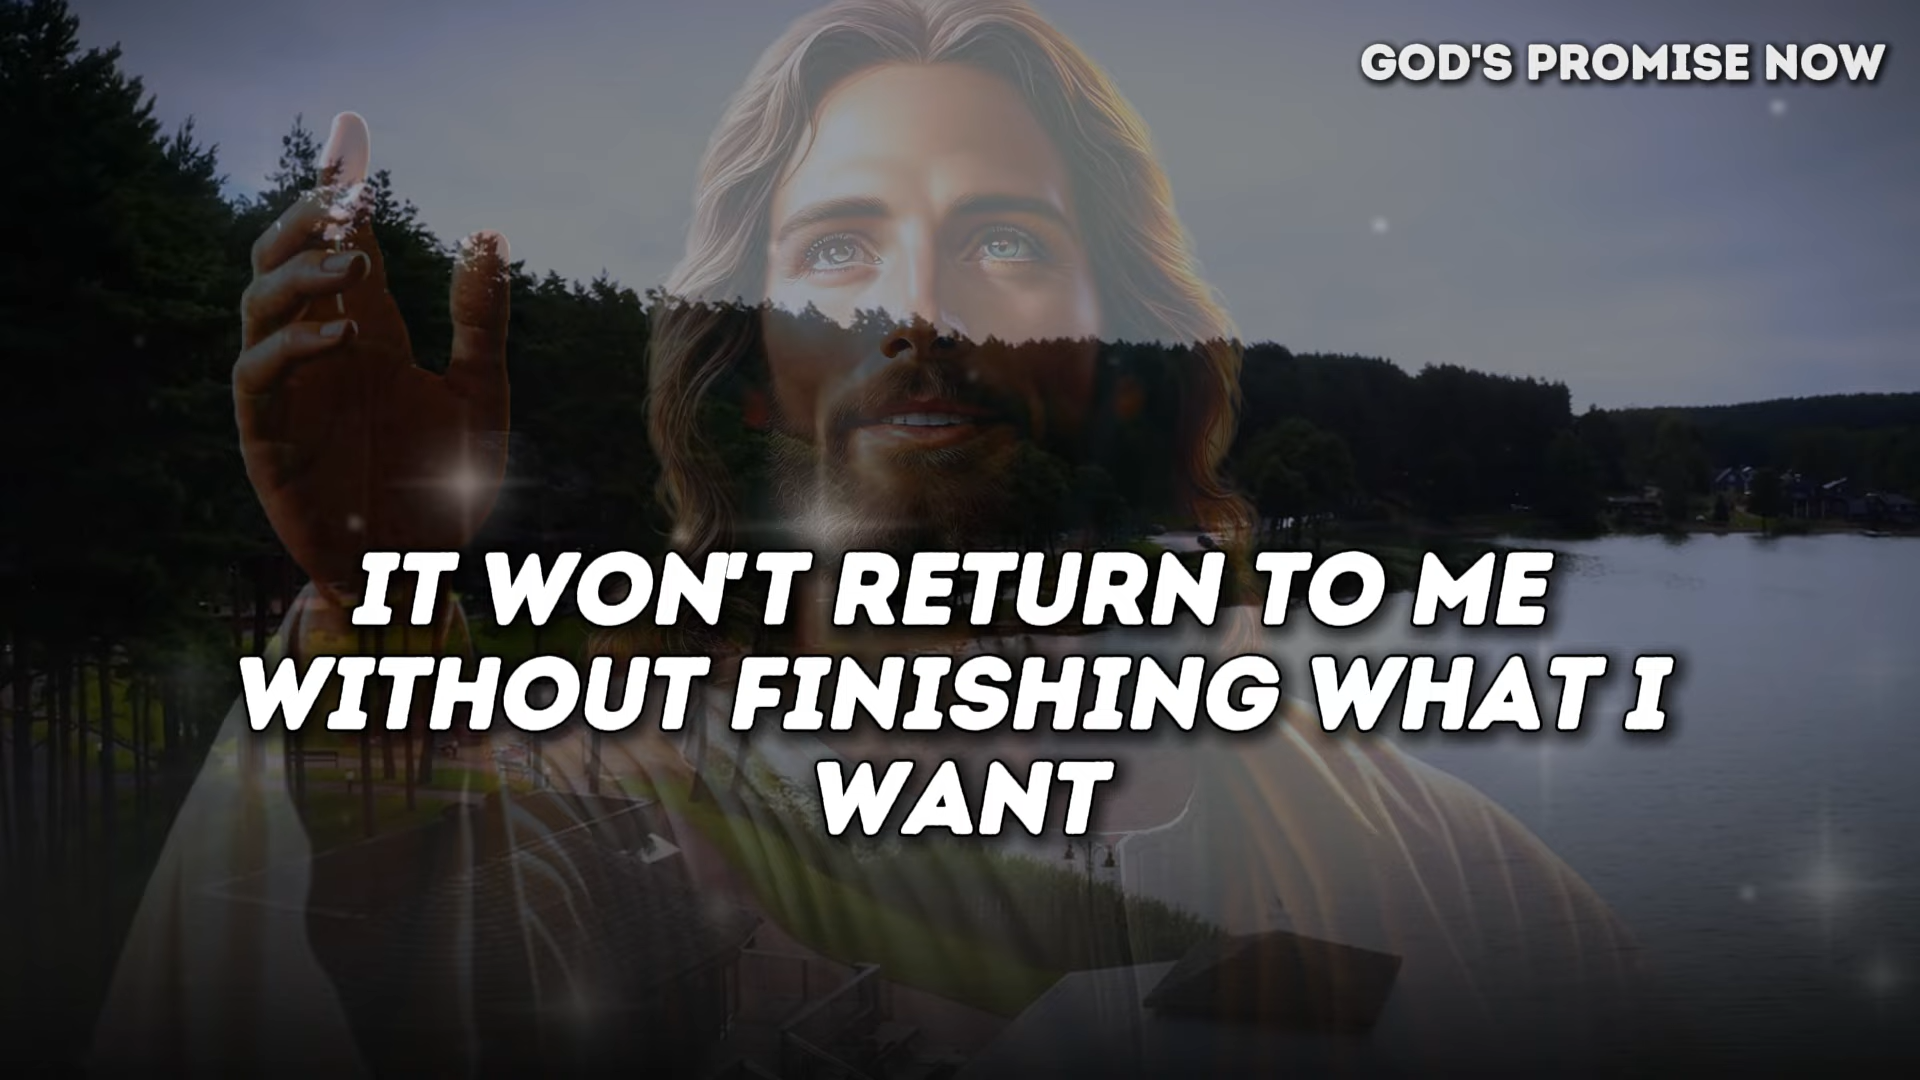 GOD'S PROMISE NOW
IT WON'T RETURN TO ME
WITHOUT FINISHING WHAT I
WANT